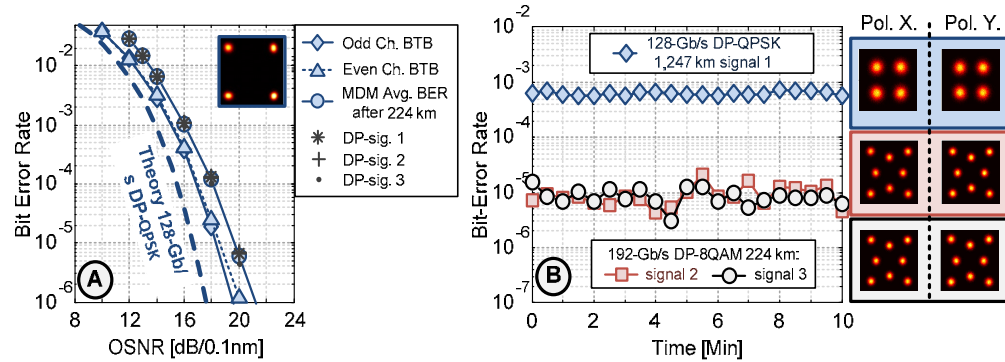 10-2
10-3
10-4
10-5
10-6
Bit Error Rate
8
12
16
20
24
OSNR [dB/0.1nm]
Theory 128-Gb/
s DP-QPSK
A
Odd Ch. BTB
Even Ch. BTB
MDM Avg. BER
after 224 km
DP-sig. 1
DP-sig. 2
DP-sig. 3
10-1
10-2
10-3
10-4
10-5
10-6
10-7
Bit-Error Rate
128-Gb/s DP-QPSK
1,247 km signal 1
192-Gb/s DP-8QAM 224 km:
signal 2
signal 3
B
0
2
4
6
8
10
Time [Min]
Pol. X.
Pol. Y.